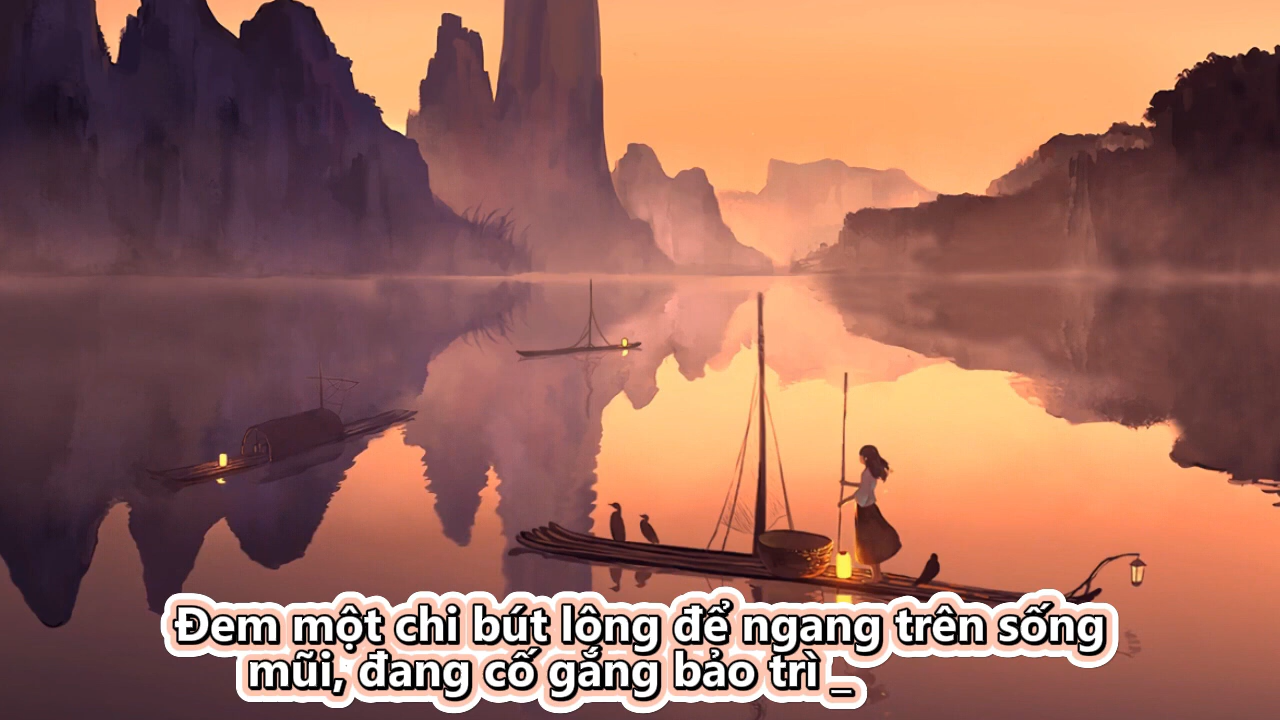 Đem một chi bút lông để ngang trên sống
mũi, đang cố gắng bảo trì _